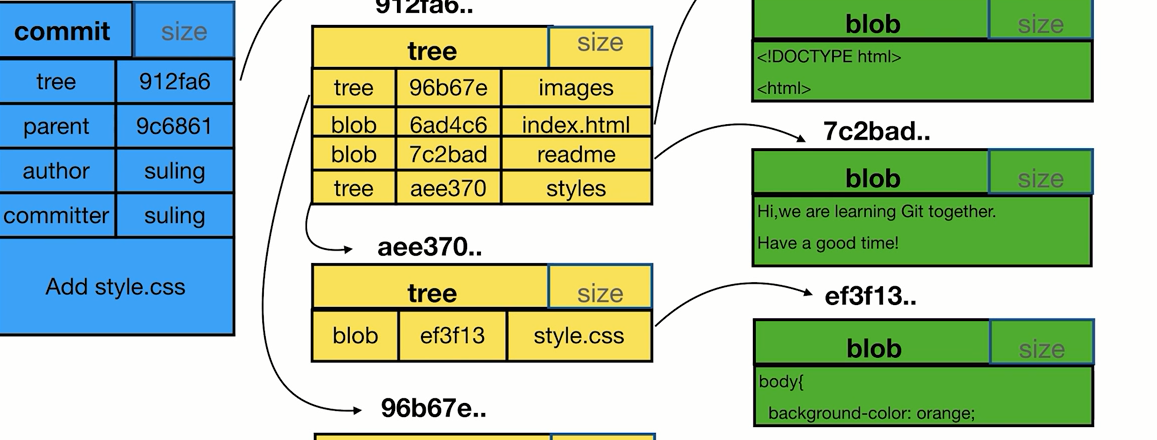 commit size
tree 912fa6
parent 9c6861
author suling
committer suling
Add style.css
912fa6..
tree size
tree 96b67e images
blob 6ad4c6 index.html
blob 7c2bad readme
tree aee370 styles
aee370..
tree size
blob ef3f13 style.css
96b67e..
blob size
<!DOCTYPE html>
<html>
7c2bad..
blob size
Hi,we are learning Git together.
Have a good time!
ef3f13..
blob size
body{
background-color: orange;